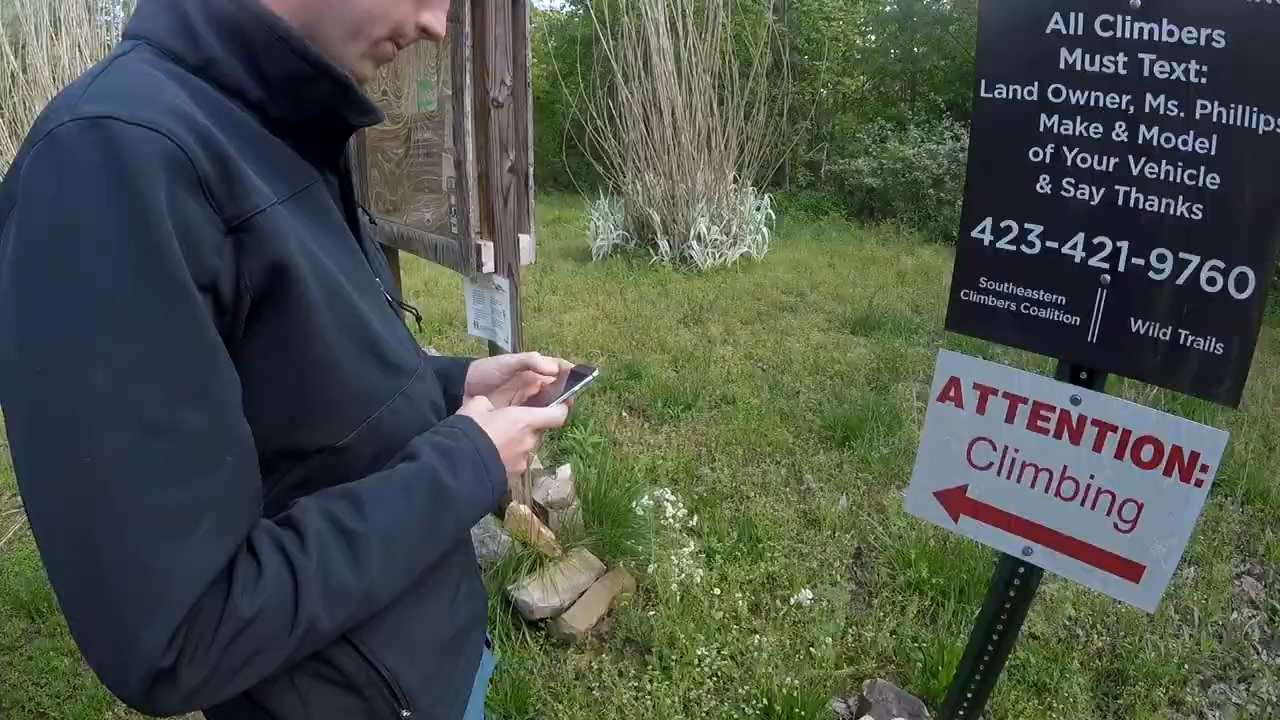 All Climbers
Must Text:
Land Owner, Ms. Phillips
Make & Model
of Your Vehicle
& Say Thanks
423-421-9760
Southeastern
Climbers Coalition
Wild Trails
ATTENTION:
Climbing